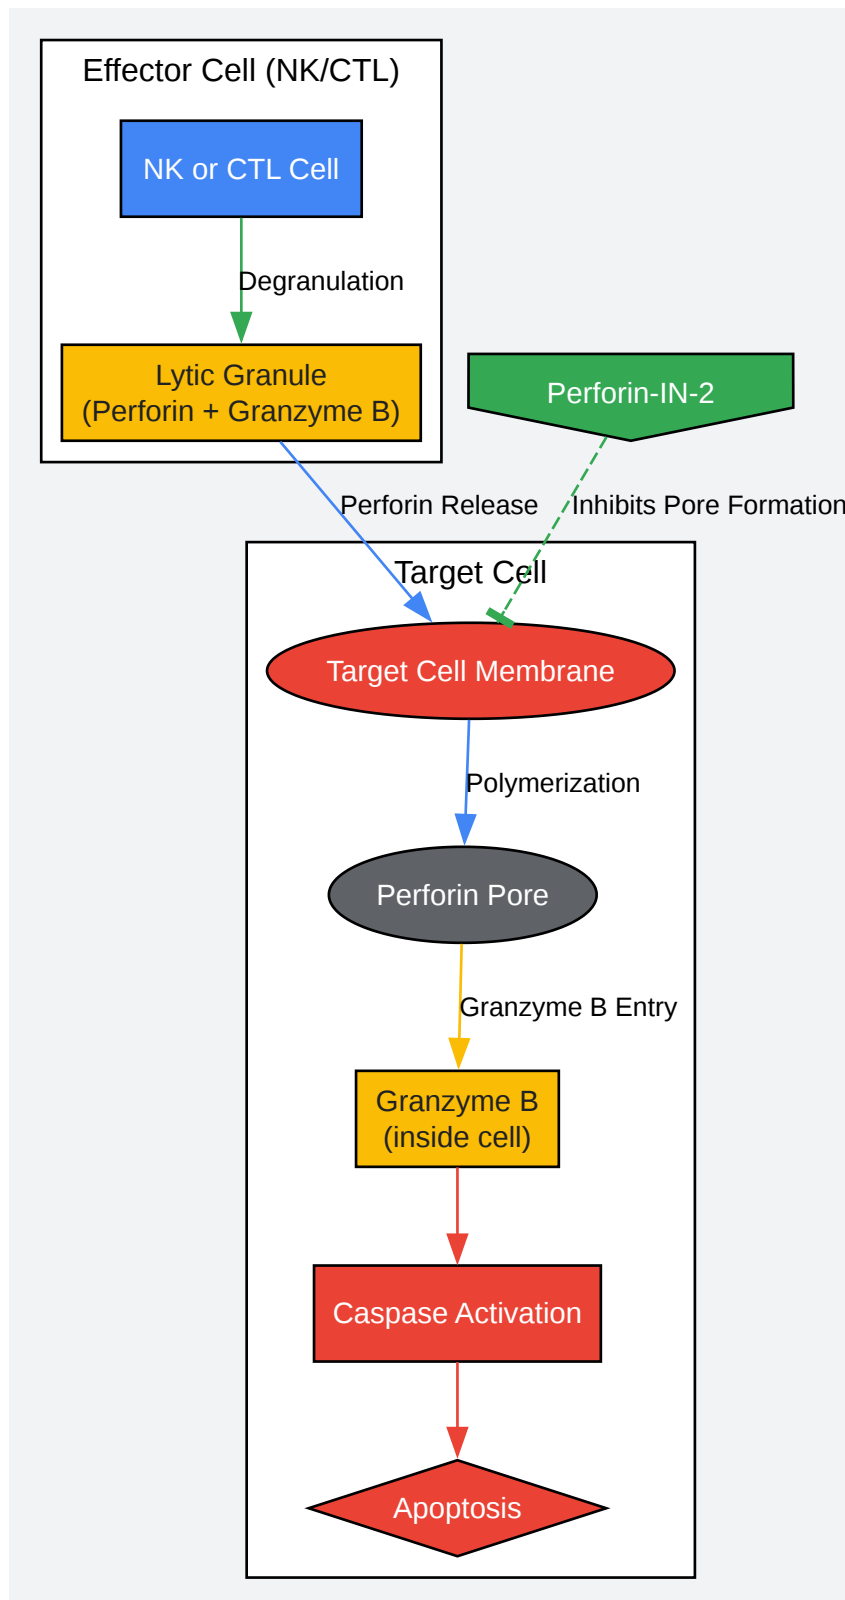 Effector Cell (NK/CTL)
NK or CTL Cell
Degranulation
Lytic Granule
(Perforin + Granzyme B)
Perforin-IN-2
Perforin Release
Inhibits Pore Formation
Target Cell
Target Cell Membrane
Polymerization
Perforin Pore
Granzyme B Entry
Granzyme B
(inside cell)
Caspase Activation
Apoptosis